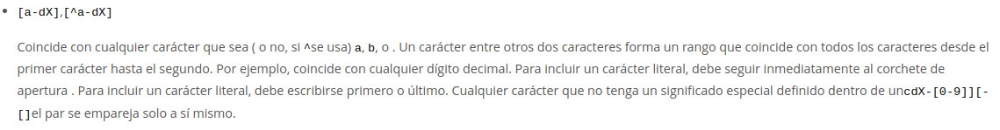 [a-dX],[^a-dX]
Coincide con cualquier carácter que sea ( o no, si ^se usa) a, b, o . Un carácter entre otros dos caracteres forma un rango que coincide con todos los caracteres desde el
primer carácter hasta el segundo. Por ejemplo, coincide con cualquier dígito decimal. Para incluir un carácter literal, debe seguir inmediatamente al corchete de
apertura . Para incluir un carácter literal, debe escribirse primero o último. Cualquier carácter que no tenga un significado especial definido dentro de uncdX-[0-9]][-
[]el par se empareja solo a sí mismo.